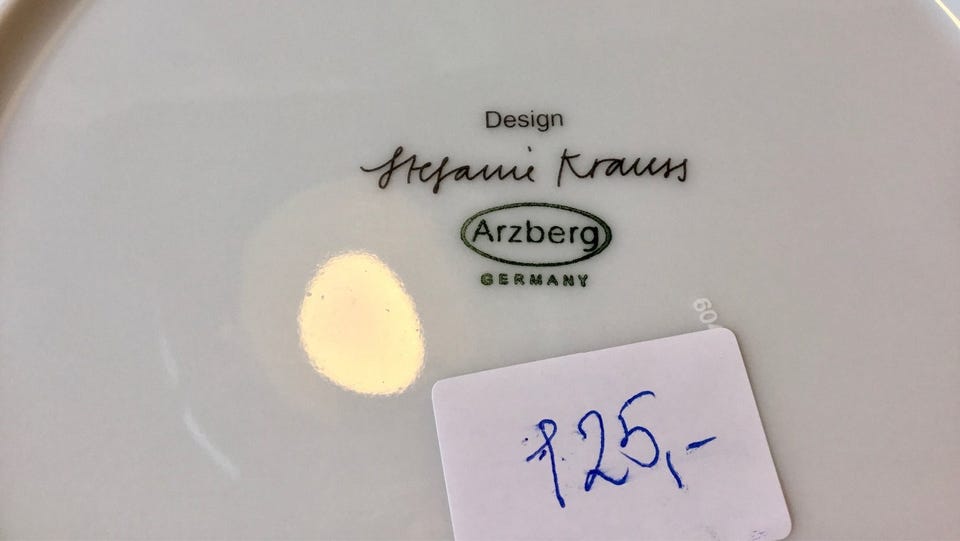 Design
Stefanie Krauss
Arzberg
GERMANY
125,-